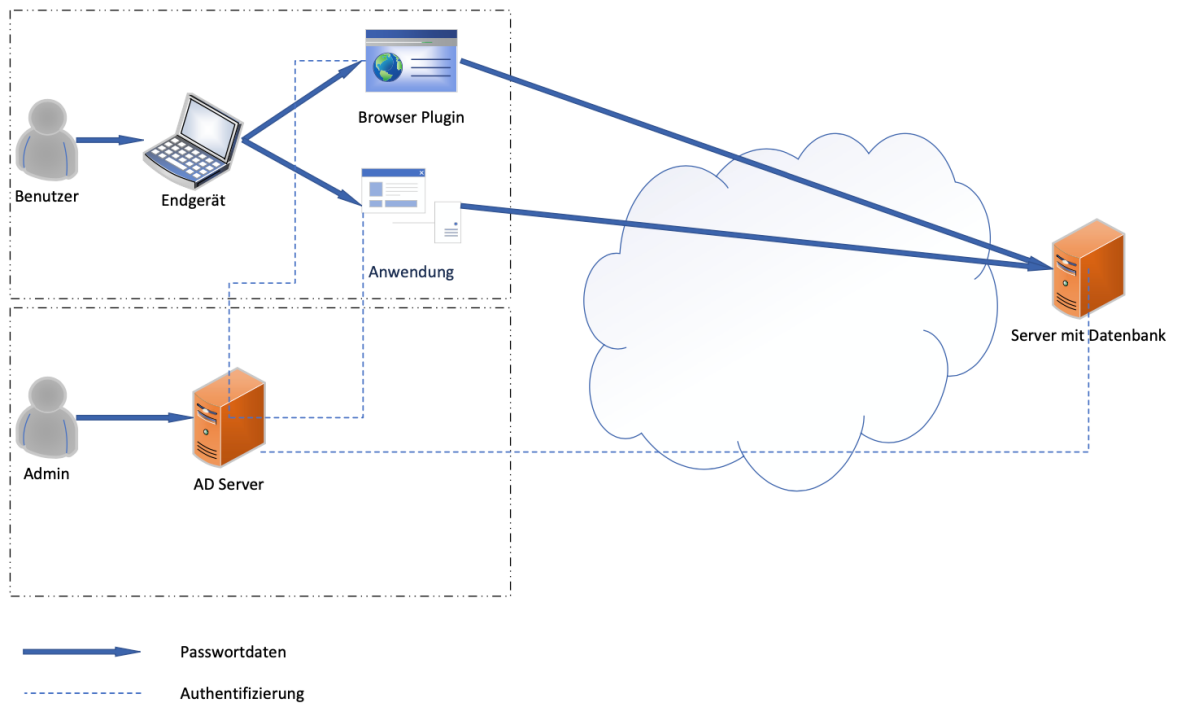 Browser Plugin
Benutzer
Endgerät
Anwendung
Server mit Datenbank
Admin
AD Server
Passwortdaten
Authentifizierung